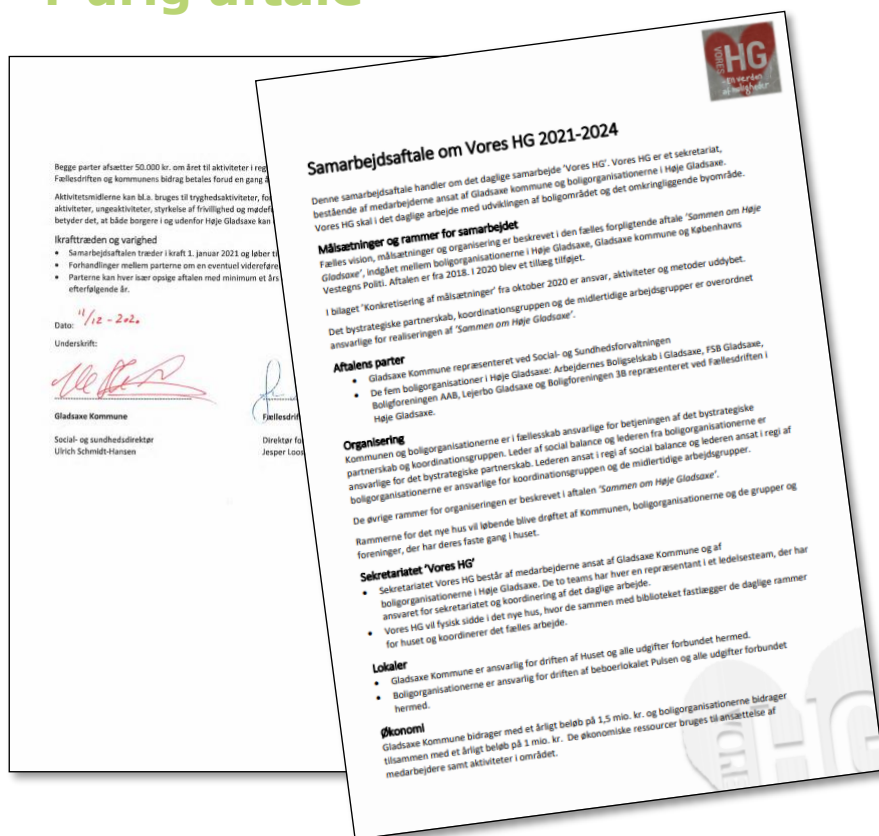 årig aftale
VORES
HG
- en verden
af boligheder
Samarbejdsaftale om Vores HG 2021-2024
Denne samarbejdsaftale handler om det daglige samarbejde 'Vores HG'. Vores HG er et sekretariat,
bestående af medarbejderne ansat af Gladsaxe kommune og boligorganisationerne i Høje Gladsaxe.
Vores HG skal i det daglige arbejde med udviklingen af boligområdet og det omkringliggende byområde.
Målsætninger og rammer for samarbejdet
Fælles vision, målsætninger og organisering er beskrevet i den fælles forpligtende aftale 'Sammen om Høje
Gladsaxe', indgået mellem boligorganisationerne i Høje Gladsaxe, Gladsaxe kommune og Københavns
Vestegns Politi. Aftalen er fra 2018. I 2020 blev et tillæg tilføjet.
I bilaget 'Konkretisering af målsætninger' fra oktober 2020 er ansvar, aktiviteter og metoder uddybet.
Det bystrategiske partnerskab, koordinationsgruppen og de midlertidige arbejdsgrupper er overordnet
ansvarlige for realiseringen af 'Sammen om Høje Gladsaxe'.
Aftalens parter
• Gladsaxe Kommune repræsenteret ved Social- og Sundhedsforvaltningen
• De fem boligorganisationer i Høje Gladsaxe: Arbejdernes Boligselskab i Gladsaxe, FSB Gladsaxe,
Boligforeningen AAB, Lejerbo Gladsaxe og Boligforeningen 3B repræsenteret ved Fællesdriften i
Høje Gladsaxe.
Organisering
Kommunen og boligorganisationerne er i fællesskab ansvarlige for betjeningen af det bystrategiske
partnerskab og koordinationsgruppen. Leder af social balance og lederen fra boligorganisationerne er
ansvarlige for det bystrategiske partnerskab. Lederen ansat i regi af social balance og lederen ansat i regi af
boligorganisationerne er ansvarlige for koordinationsgruppen og de midlertidige arbejdsgrupper.
De øvrige rammer for organiseringen er beskrevet i aftalen 'Sammen om Høje Gladsaxe'.
Rammerne for det nye hus vil løbende blive drøftet af Kommunen, boligorganisationerne og de grupper og
foreninger, der har deres faste gang i huset.
Sekretariatet 'Vores HG'
• Sekretariatet Vores HG består af medarbejderne ansat af Gladsaxe Kommune og af
boligorganisationerne i Høje Gladsaxe. De to teams har hver en repræsentant i et ledelsesteam, der har
ansvaret for sekretariatet og koordinering af det daglige arbejde.
• Vores HG vil fysisk sidde i det nye hus, hvor de sammen med biblioteket fastlægger de daglige rammer
for huset og koordinerer det fælles arbejde.
Lokaler
• Gladsaxe Kommune er ansvarlig for driften af Huset og alle udgifter forbundet hermed.
• Boligorganisationerne er ansvarlig for driften af beboerlokalet Pulsen og alle udgifter forbundet
hermed.
Økonomi
Gladsaxe Kommune bidrager med et årligt beløb på 1,5 mio. kr. og boligorganisationerne bidrager
tilsammen med et årligt beløb på 1 mio. kr. De økonomiske ressourcer bruges til ansættelse af
medarbejdere samt aktiviteter i området.
HG
Begge parter afsætter 50.000 kr. om året til aktiviteter i
Fællesdriften og kommunens bidrag betales forud en gang
Aktivitetsmidlerne kan bl.a. bruges til tryghedsaktiviteter,
aktiviteter, ungeaktiviteter, styrkelse af frivillighed og
betyder det, at både borgere i og udenfor Høje Gladsaxe kan
Ikrafttræden og varighed
• Samarbejdsaftalen træder i kraft 1. januar 2021 og løber
• Forhandlinger mellem parterne om en eventuel
• Parterne kan hver især opsige aftalen med minimum et års
efterfølgende år.
Dato: 11/12 - 2020
Underskrift:
Gladsaxe Kommune
Social- og sundhedsdirektør
Ulrich Schmidt-Hansen
Direktør
Jesper